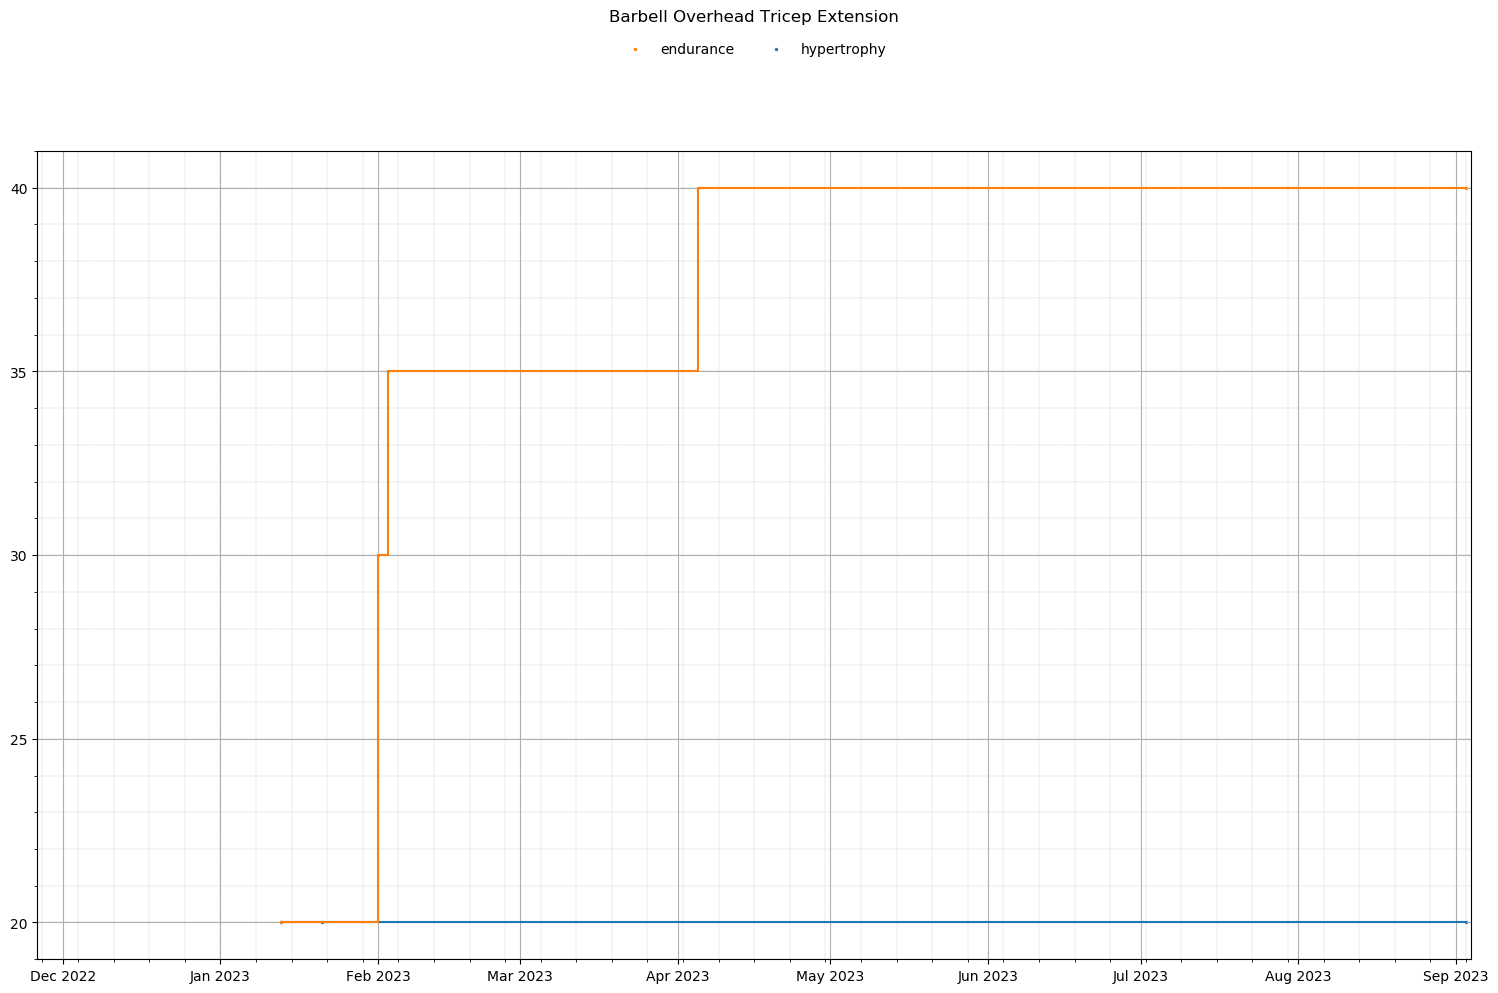 Barbell Overhead Tricep Extension
endurance hypertrophy
40
35
30
25
20
Dec 2022 Jan 2023 Feb 2023 Mar 2023 Apr 2023 May 2023 Jun 2023 Jul 2023 Aug 2023 Sep 2023